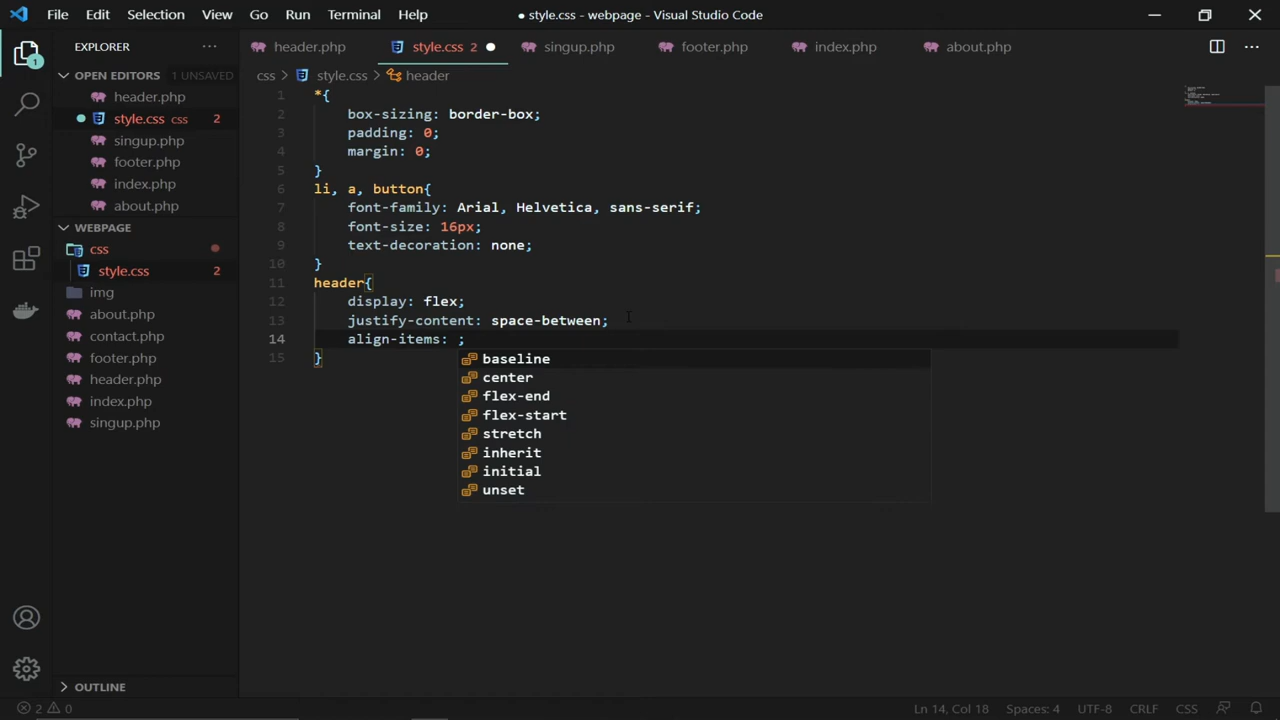 File Edit Selection View Go Run Terminal Help
● style.css - webpage - Visual Studio Code
EXPLORER
header.php
style.css 2
singup.php
footer.php
index.php
about.php
OPEN EDITORS 1 UNSAVED
header.php
style.css css 2
singup.php
footer.php
index.php
about.php
WEBPAGE
css
style.css 2
img
about.php
contact.php
footer.php
header.php
index.php
singup.php
OUTLINE
css > style.css > header
1 *{
2 box-sizing: border-box;
3 padding: 0;
4 margin: 0;
5 }
6 li, a, button{
7 font-family: Arial, Helvetica, sans-serif;
8 font-size: 16px;
9 text-decoration: none;
10 }
11 header{
12 display: flex;
13 justify-content: space-between;
14 align-items: ;
15 }
baseline
center
flex-end
flex-start
stretch
inherit
initial
unset
1
2 0
Ln 14, Col 18 Spaces: 4 UTF-8 CRLF CSS